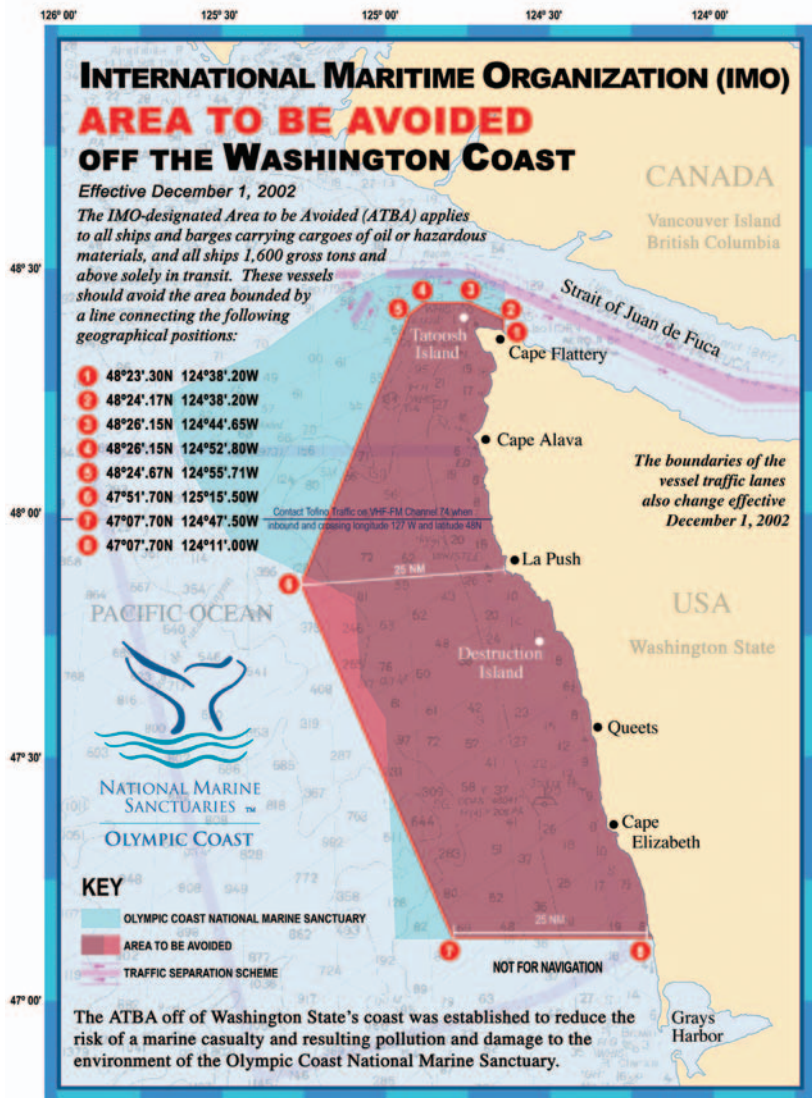 126° 00' 125° 30' 125° 00' 124° 30' 124° 00'
INTERNATIONAL MARITIME ORGANIZATION (IMO)
AREA TO BE AVOIDED
OFF THE WASHINGTON COAST
Effective December 1, 2002
The IMO-designated Area to be Avoided (ATBA) applies
to all ships and barges carrying cargoes of oil or hazardous
materials, and all ships 1,600 gross tons and
above solely in transit. These vessels
should avoid the area bounded by
a line connecting the following
geographical positions:
1 48°23'.30N 124°38'.20W
2 48°24'.17N 124°38'.20W
3 48°26'.15N 124°44'.65W
4 48°26'.15N 124°52'.80W
5 48°24'.67N 124°55'.71W
6 47°51'.70N 125°15'.50W
7 47°07'.70N 124°47'.50W
8 47°07'.70N 124°11'.00W
CANADA
Vancouver Island
British Columbia
48° 30'
Strait of Juan de Fuca
5 4 3 2
1
Tatoosh
Island
Cape Flattery
Cape Alava
The boundaries of the
vessel traffic lanes
also change effective
December 1, 2002
48° 00'
Contact Tofino Traffic on VHF-FM Channel 74 when
inbound and crossing longitude 127 W and latitude 48N
La Push
25 NM
6
PACIFIC OCEAN
USA
Washington State
Destruction
Island
Queets
47° 30'
NATIONAL MARINE
SANCTUARIES TM
OLYMPIC COAST
Cape
Elizabeth
KEY
OLYMPIC COAST NATIONAL MARINE SANCTUARY
AREA TO BE AVOIDED
TRAFFIC SEPARATION SCHEME
25 NM
7 8
NOT FOR NAVIGATION
47° 00'
Grays
Harbor
The ATBA off of Washington State's coast was established to reduce the
risk of a marine casualty and resulting pollution and damage to the
environment of the Olympic Coast National Marine Sanctuary.